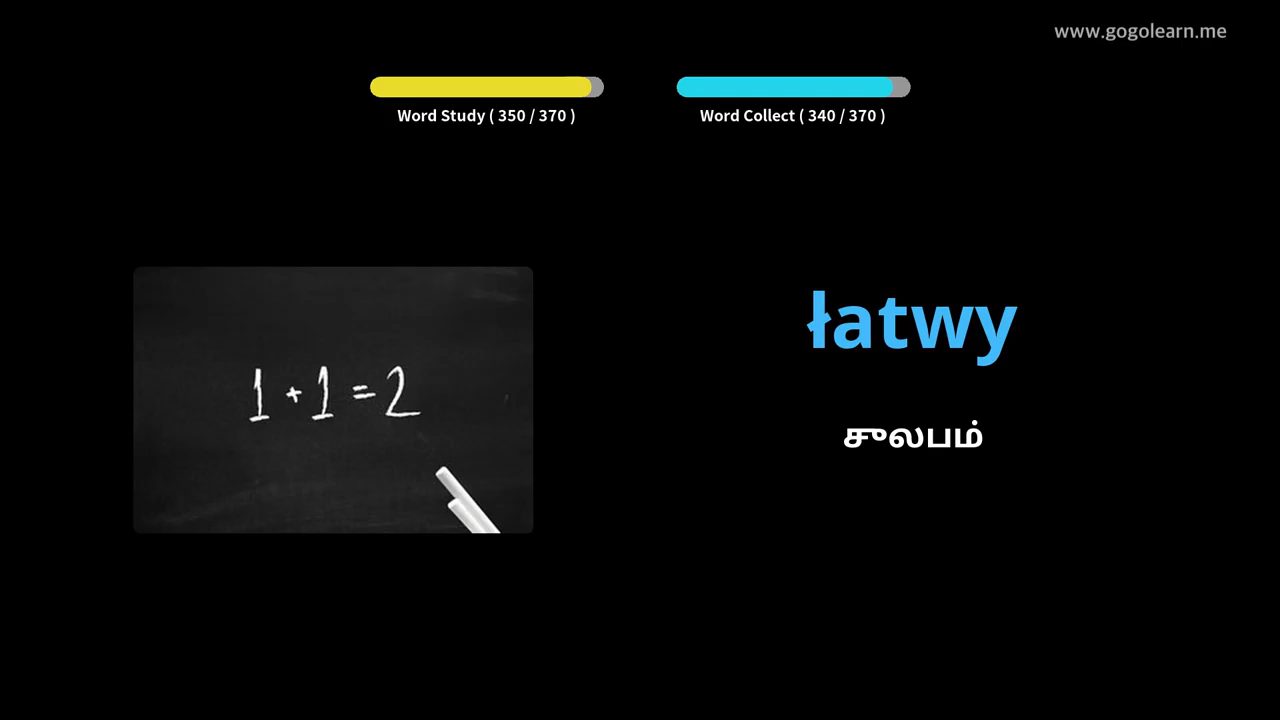 www.gogolearn.me
Word Study ( 350 / 370 )
Word Collect ( 340 / 370 )
1 + 1 = 2
łatwy
சுலபம்